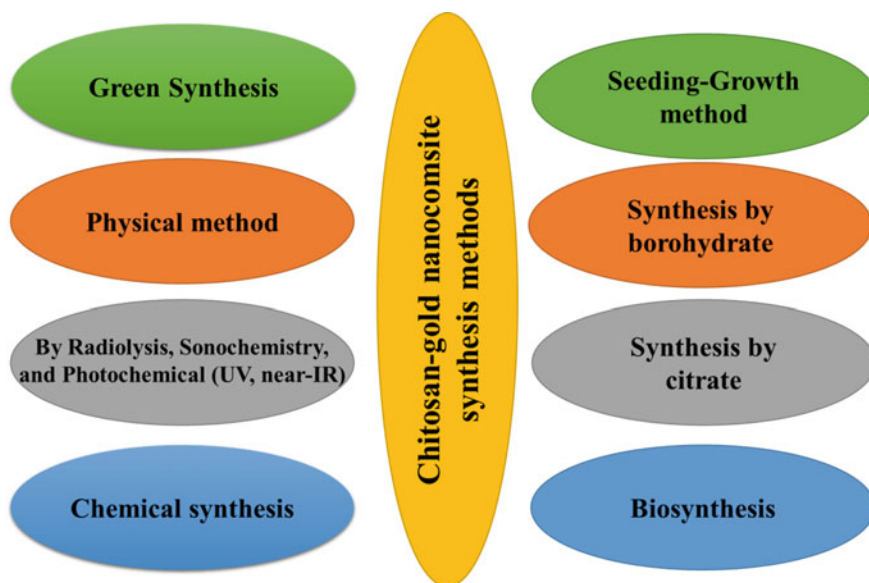 Green Synthesis
Physical method
By Radiolysis, Sonochemistry,
and Photochemical (UV, near-IR)
Chemical synthesis
Chitosan-gold nanocomsite
synthesis methods
Seeding-Growth
method
Synthesis by
borohydrate
Synthesis by
citrate
Biosynthesis